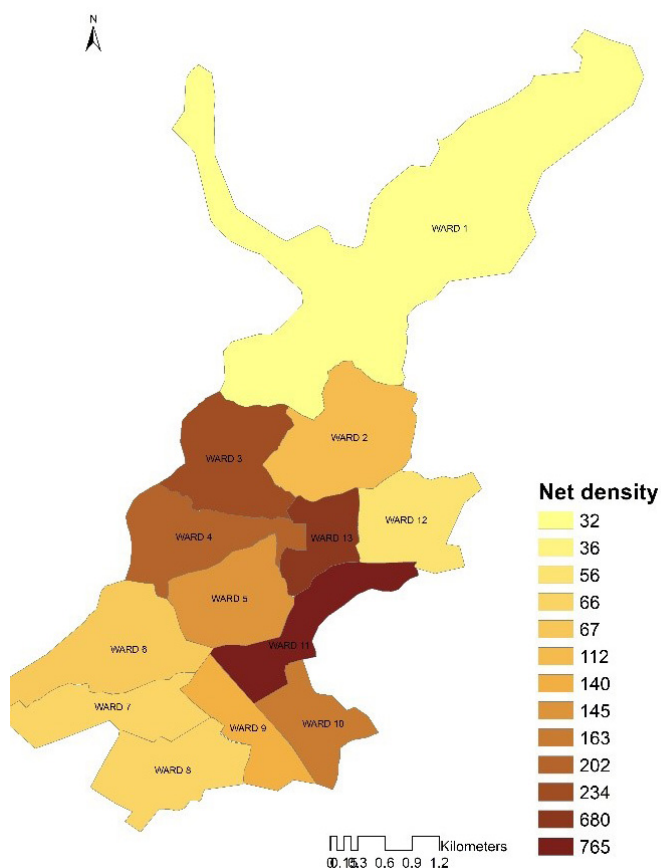 N
WARD 1
WARD 2
WARD 3
WARD 12
WARD 4
WARD 13
WARD 5
WARD 11
WARD 6
WARD 7
WARD 9
WARD 10
WARD 8
Net density
32
36
56
66
67
112
140
145
163
202
234
680
765
Kilometers
0.6 0.9 1.2